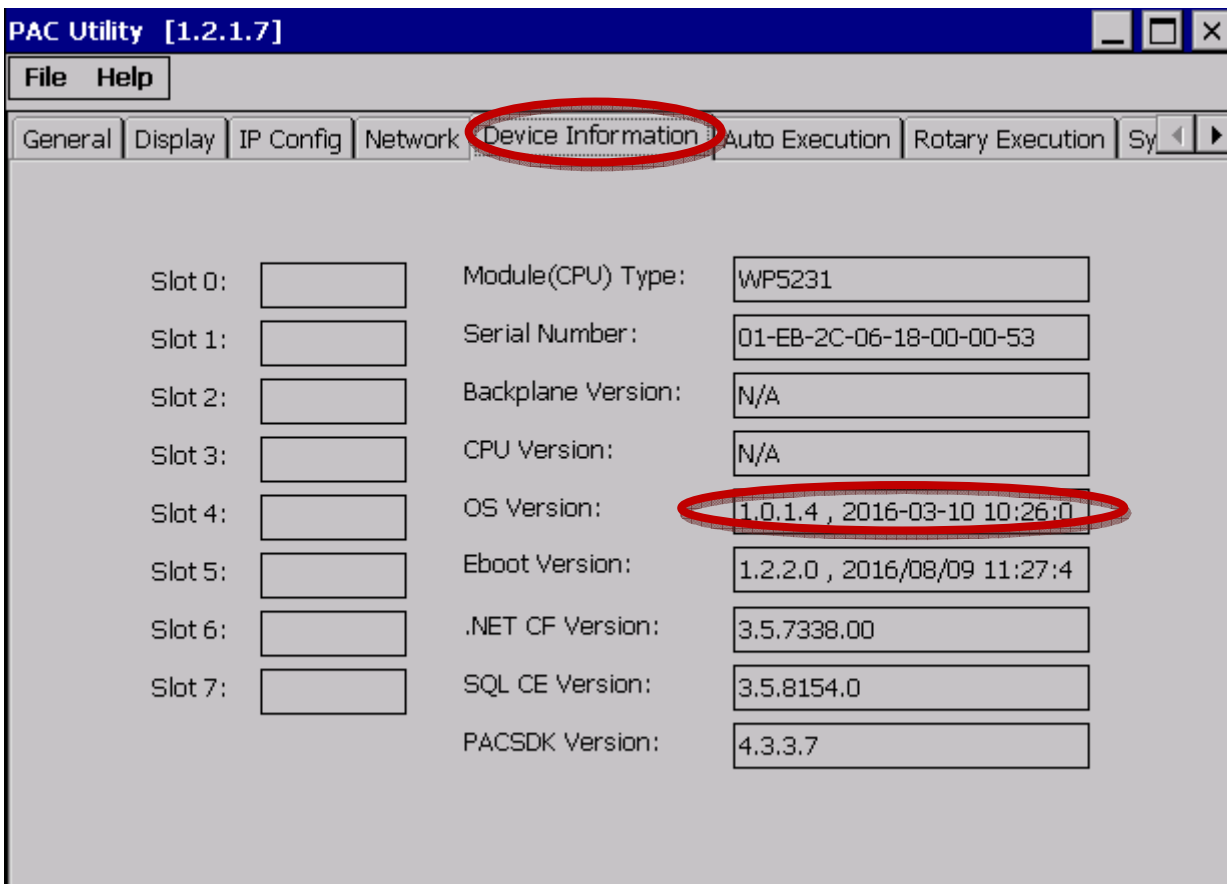 PAC Utility [1.2.1.7]
File Help
General Display IP Config Network Device Information Auto Execution Rotary Execution Sy
Slot 0:
Slot 1:
Slot 2:
Slot 3:
Slot 4:
Slot 5:
Slot 6:
Slot 7:
Module(CPU) Type: WP5231
Serial Number: 01-EB-2C-06-18-00-00-53
Backplane Version: N/A
CPU Version: N/A
OS Version: 1.0.1.4 , 2016-03-10 10:26:0
Eboot Version: 1.2.2.0 , 2016/08/09 11:27:4
.NET CF Version: 3.5.7338.00
SQL CE Version: 3.5.8154.0
PACSDK Version: 4.3.3.7